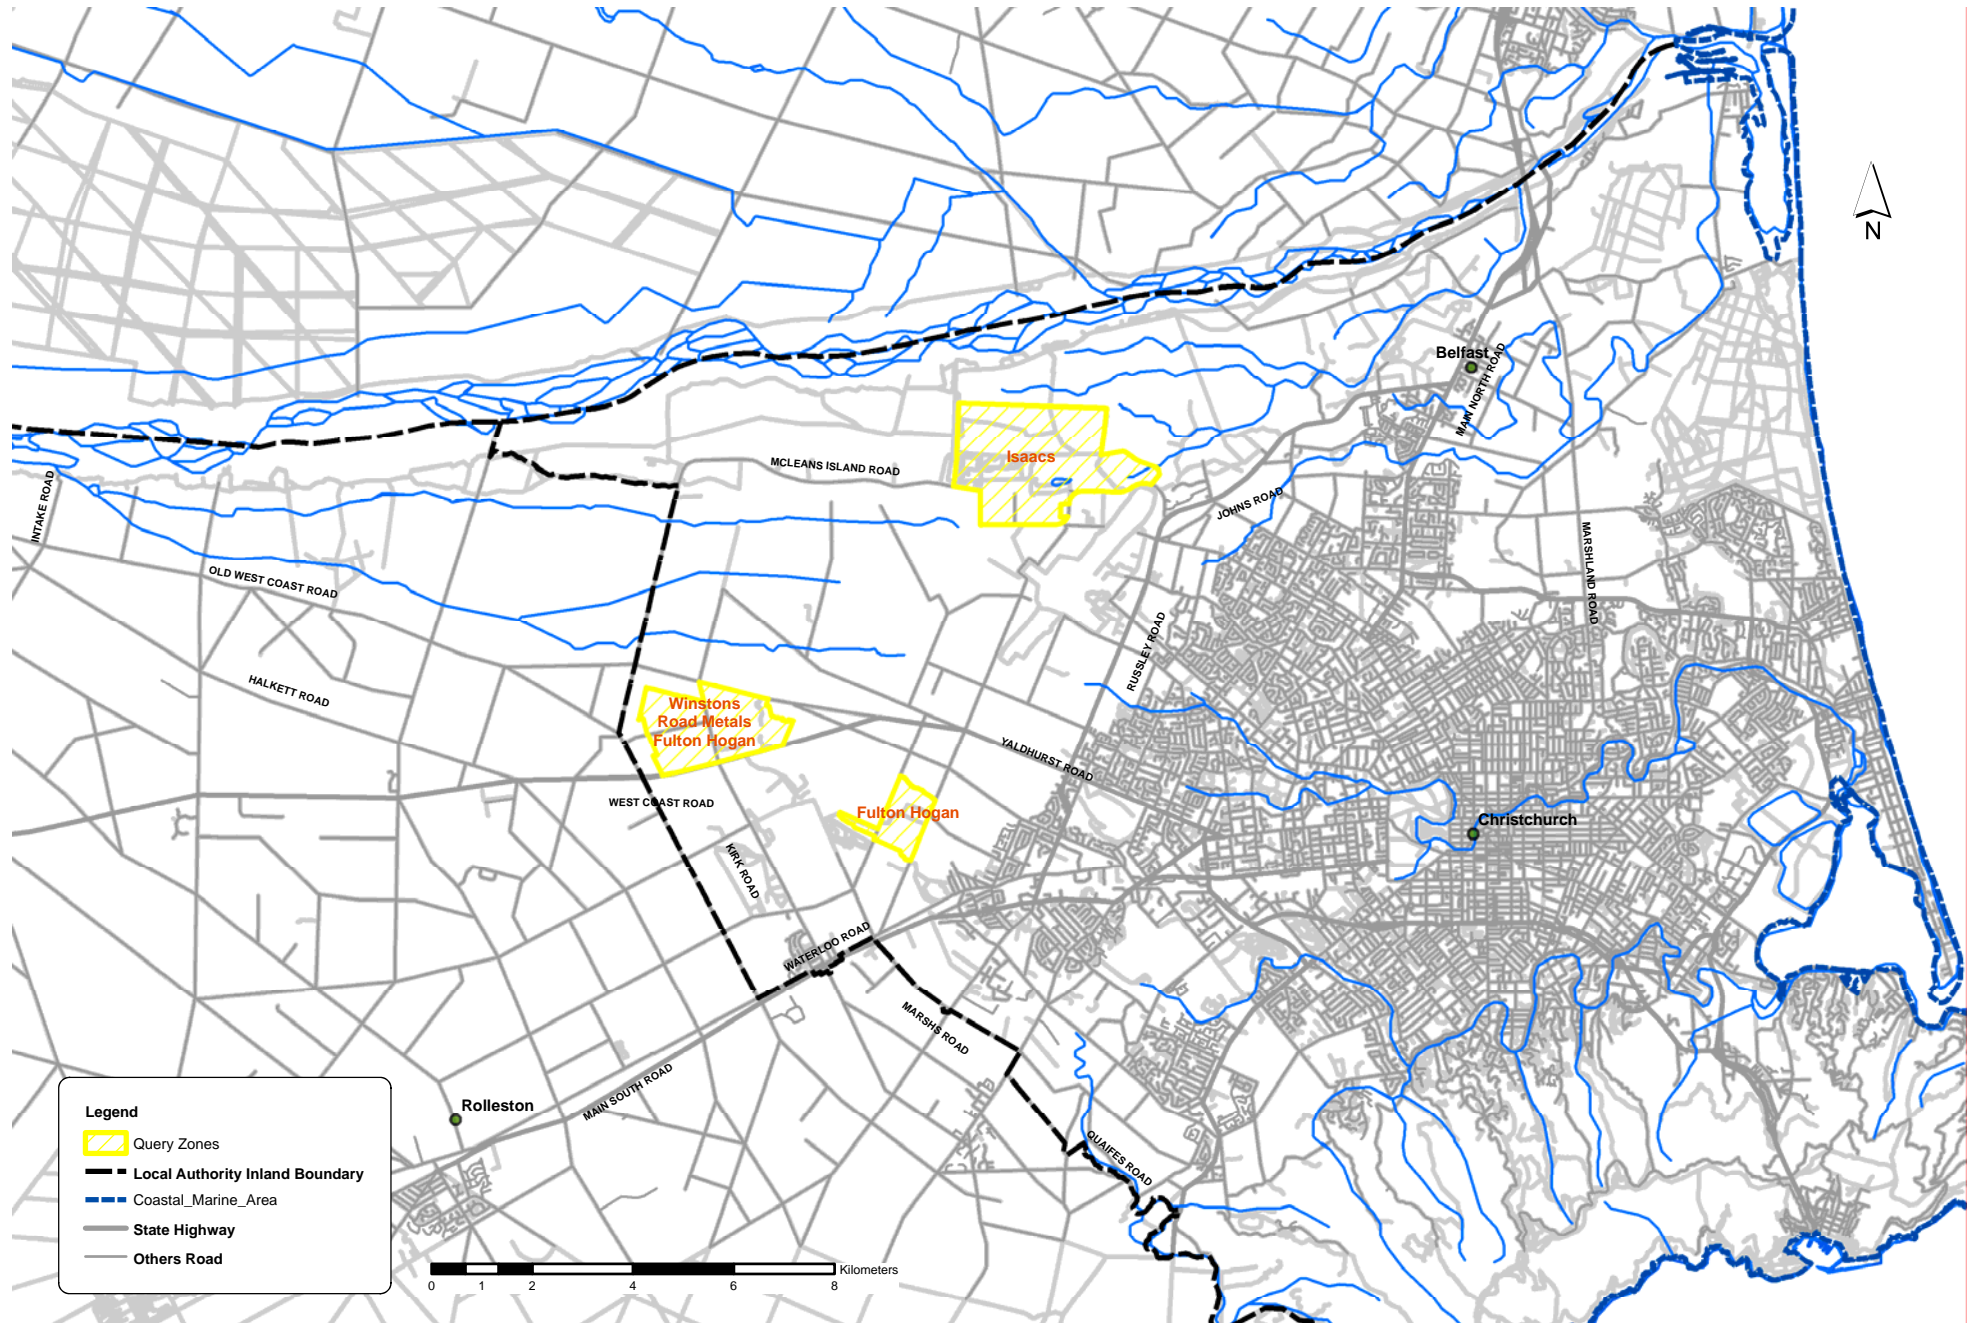 N
Belfast
MAIN NORTH ROAD
Isaacs
MCLEANS ISLAND ROAD
JOHNS ROAD
INTAKE ROAD
MARSHLAND ROAD
OLD WEST COAST ROAD
RUSSLEY ROAD
HALKETT ROAD
Winstons
Road Metals
Fulton Hogan
YALDHURST ROAD
WEST COAST ROAD
Fulton Hogan
Christchurch
KIRK ROAD
WATERLOO ROAD
MARSHS ROAD
MAIN SOUTH ROAD
Rolleston
QUAIFES ROAD
Legend
Query Zones
Local Authority Inland Boundary
Coastal_Marine_Area
State Highway
Others Road
Kilometers
0 1 2 4 6 8